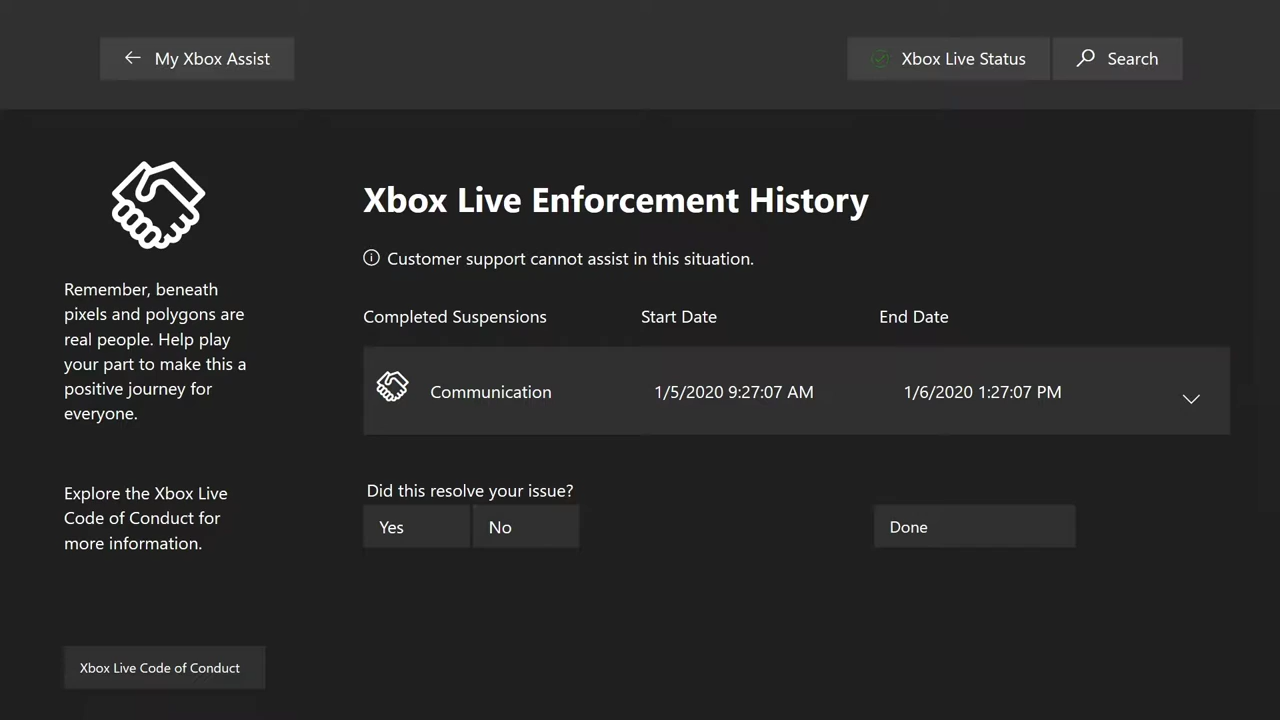 My Xbox Assist
Xbox Live Status
Search
Xbox Live Enforcement History
Customer support cannot assist in this situation.
Remember, beneath
pixels and polygons are
real people. Help play
your part to make this a
positive journey for
everyone.
Explore the Xbox Live
Code of Conduct for
more information.
Xbox Live Code of Conduct
Completed Suspensions Start Date End Date
Communication 1/5/2020 9:27:07 AM 1/6/2020 1:27:07 PM
Did this resolve your issue?
Yes No Done